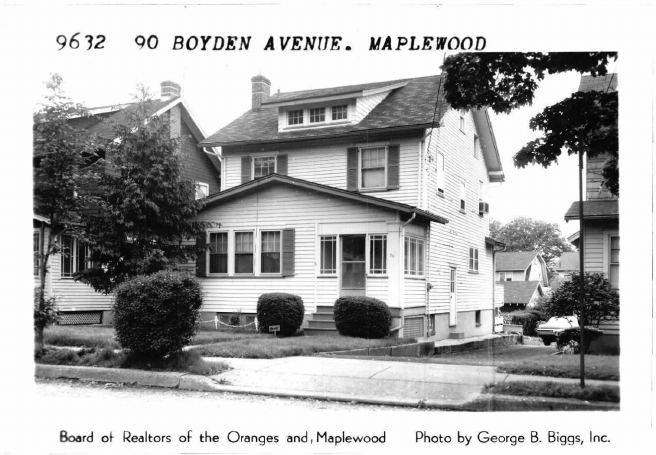 9632 90 BOYDEN AVENUE. MAPLEWOOD
Board of Realtors of the Oranges and, Maplewood Photo by George B. Biggs, Inc.